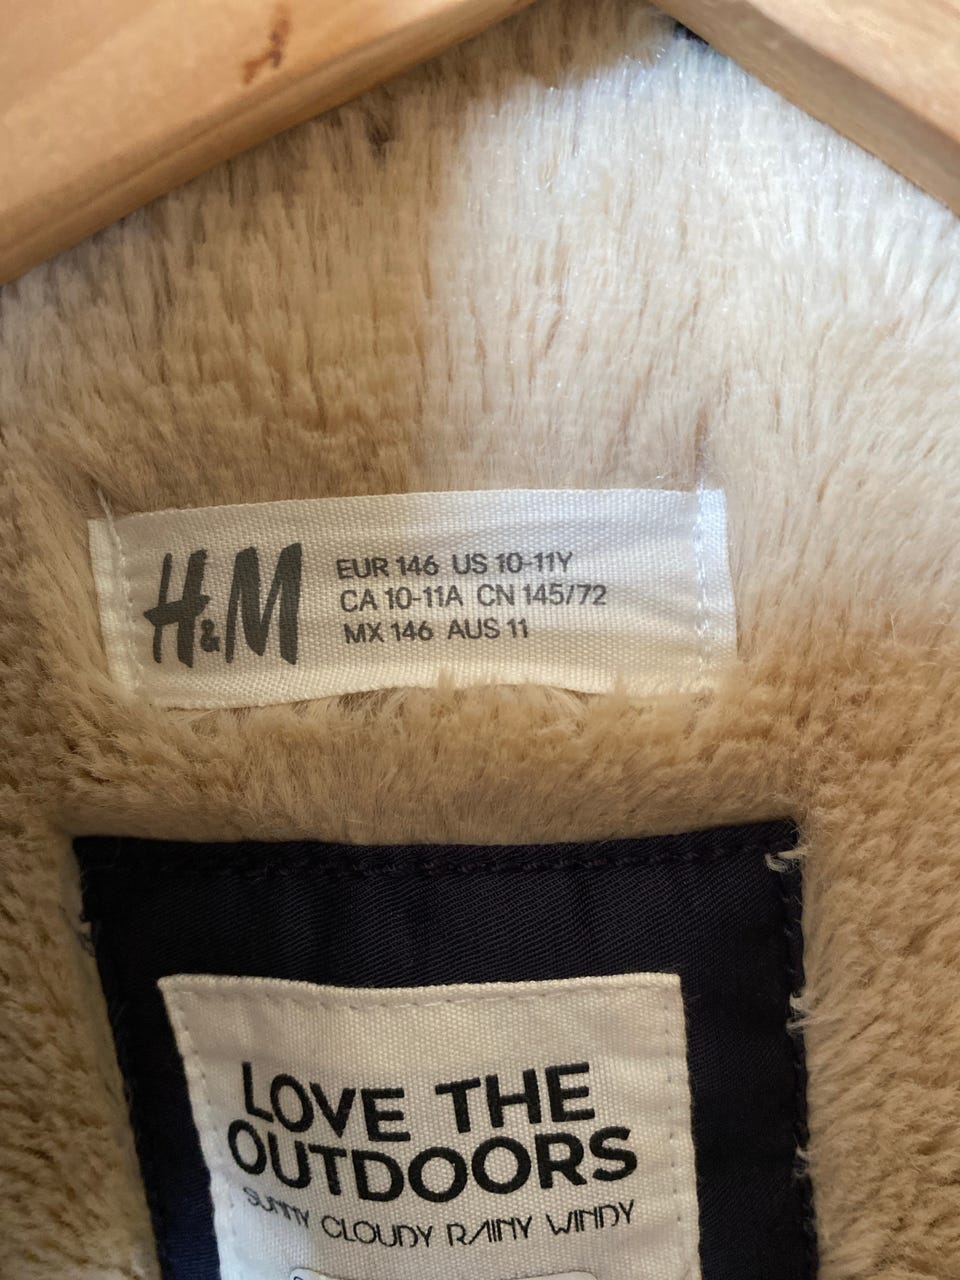 H&M
EUR 146 US 10-11Y
CA 10-11A CN 145/72
MX 146 AUS 11
LOVE THE
OUTDOORS
SUNNY CLOUDY RAINY WINDY